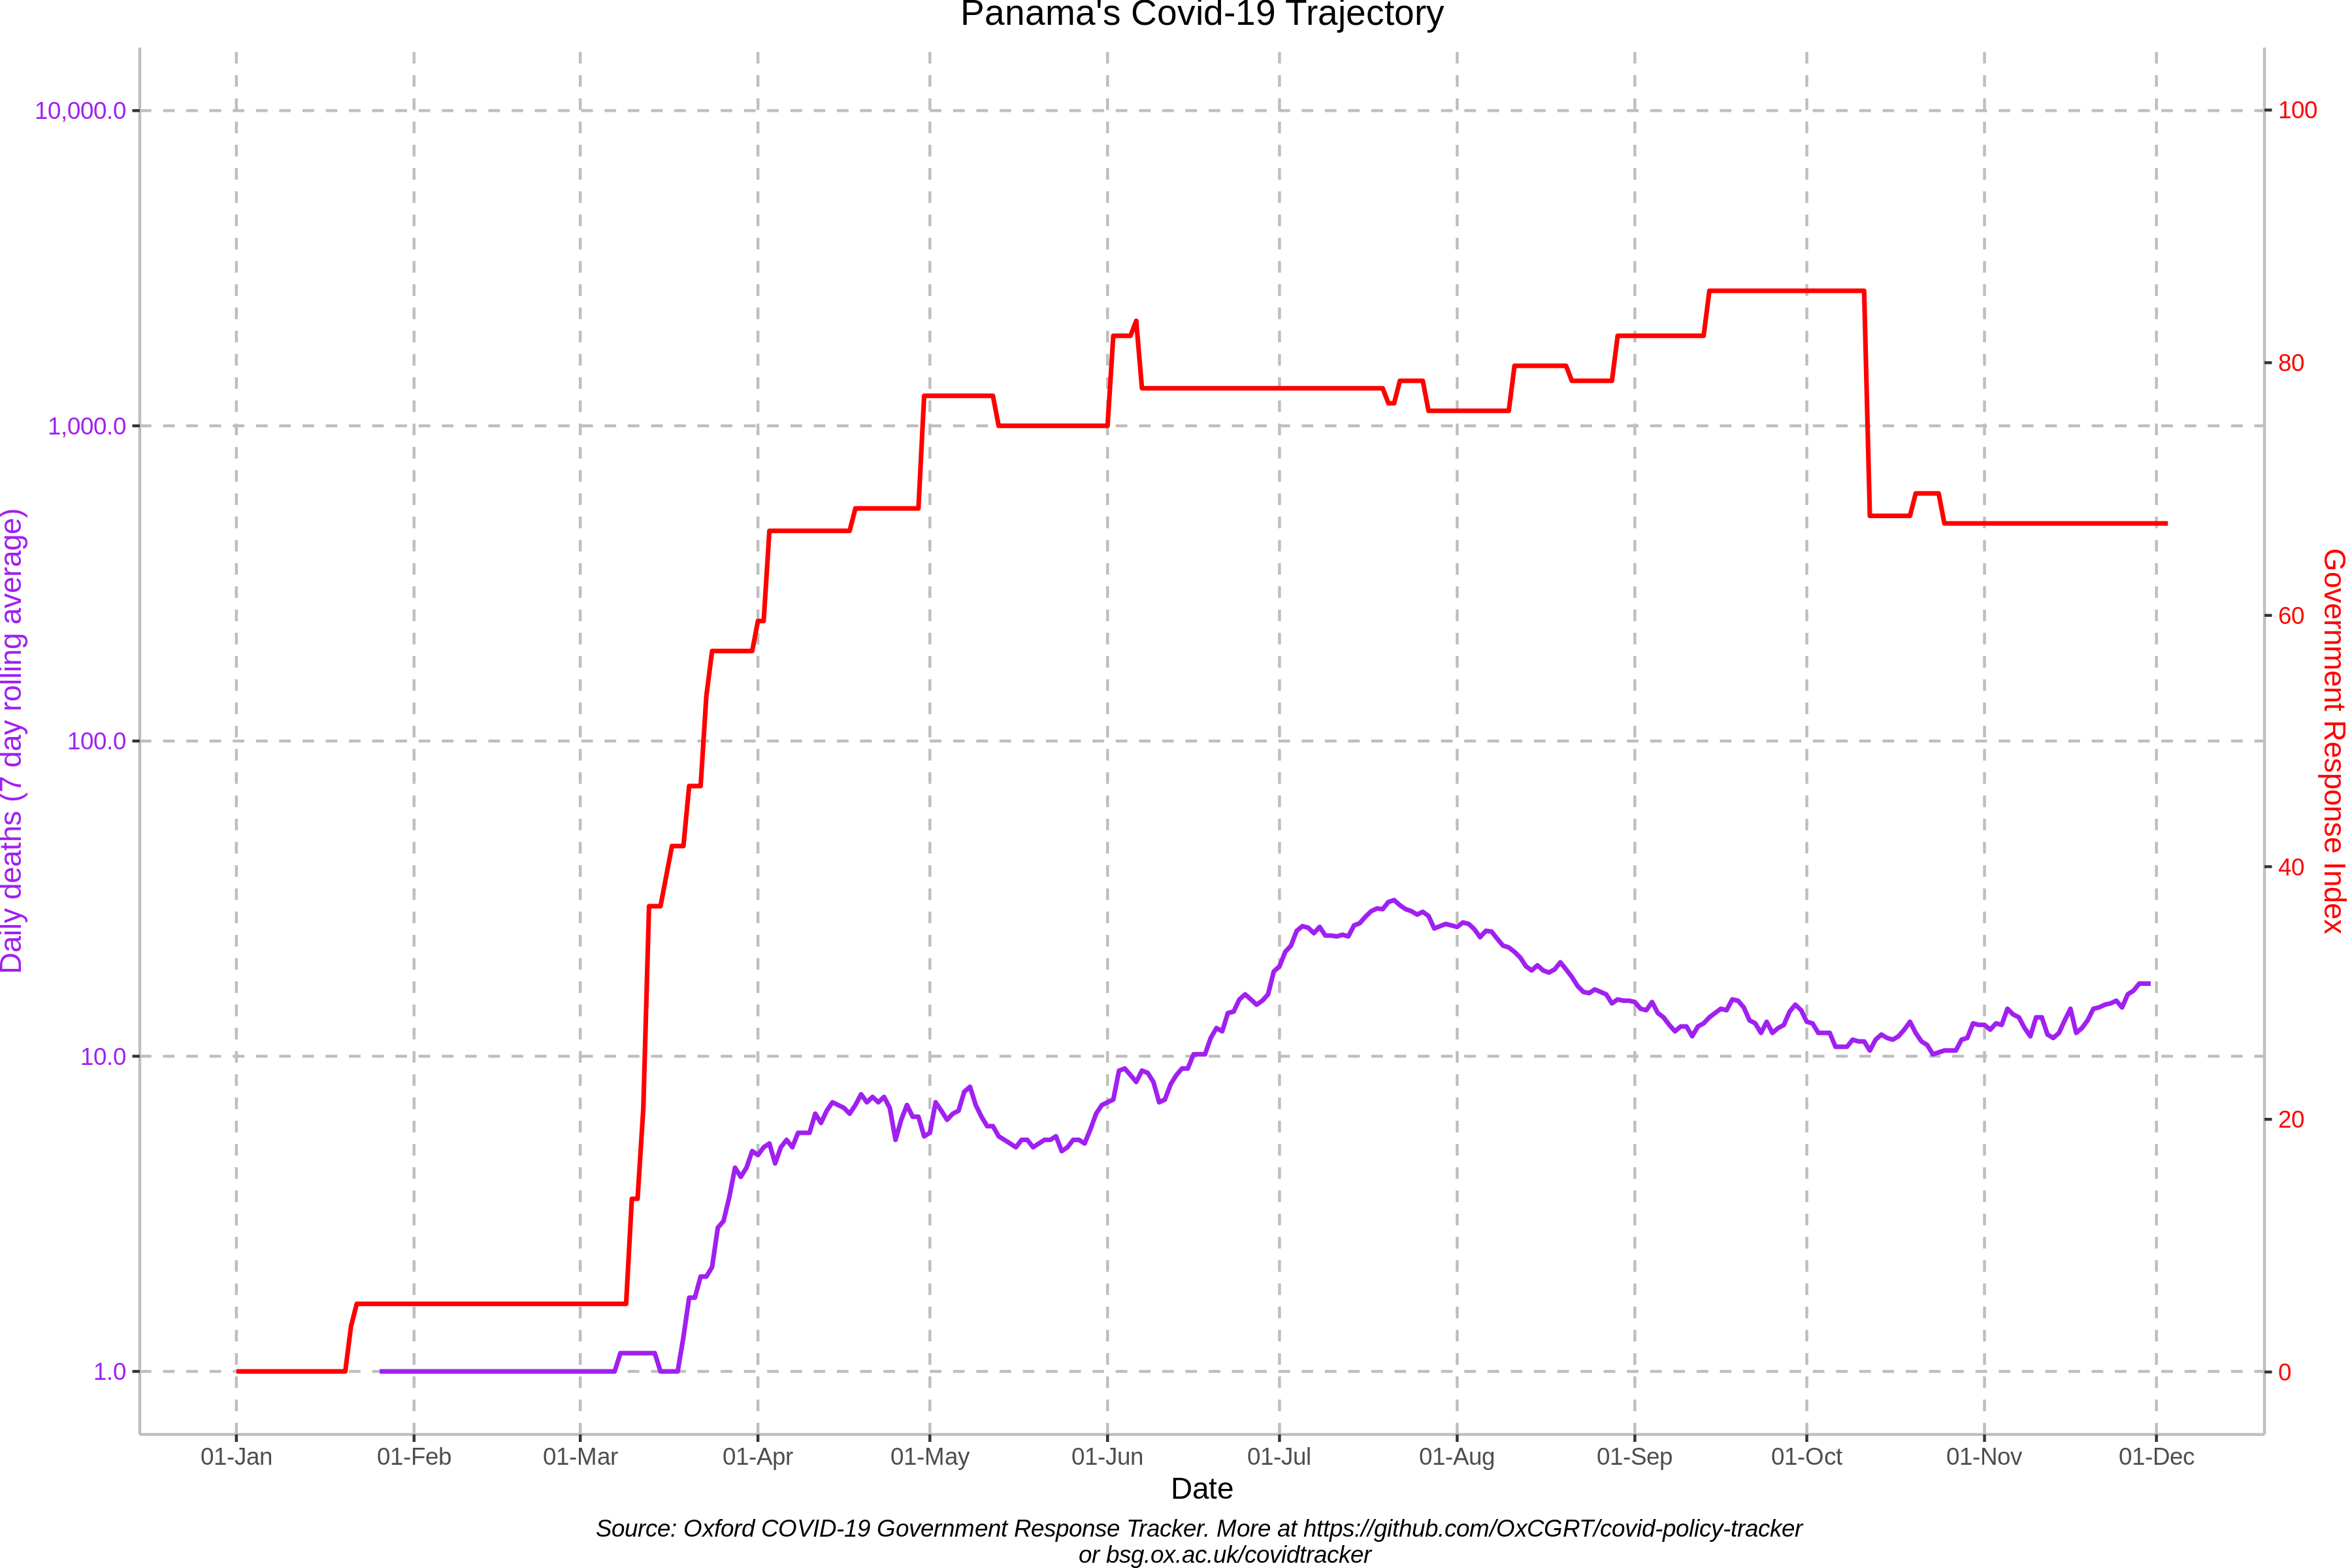 Panama's Covid-19 Trajectory
10,000.0
1,000.0
100.0
10.0
1.0
Daily deaths (7 day rolling average)
100
80
60
40
20
0
Government Response Index
01-Jan 01-Feb 01-Mar 01-Apr 01-May 01-Jun 01-Jul 01-Aug 01-Sep 01-Oct 01-Nov 01-Dec
Date
Source: Oxford COVID-19 Government Response Tracker. More at https://github.com/OxCGRT/covid-policy-tracker
or bsg.ox.ac.uk/covidtracker